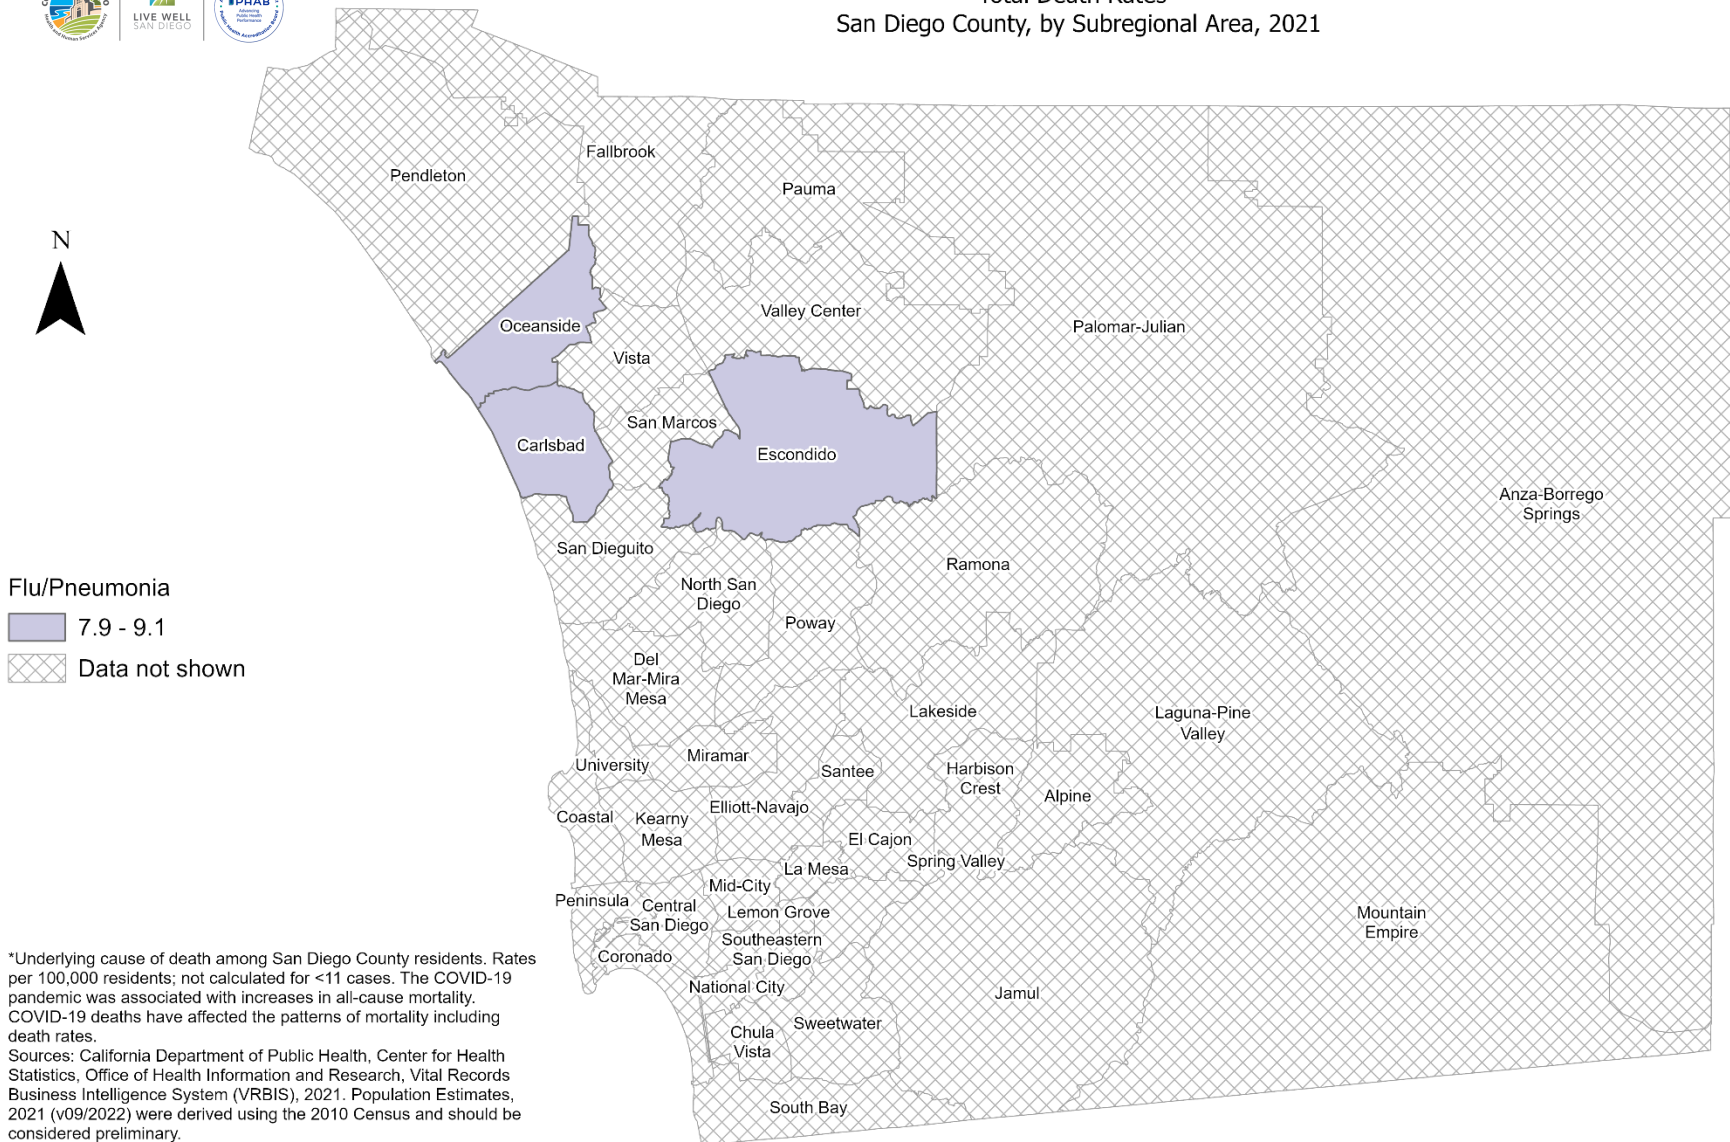 PHAB
Advancing
Public Health
Performance
LIVE WELL
SAN DIEGO
Total Death Rates
San Diego County, by Subregional Area, 2021
N
Fallbrook
Pendleton
Pauma
Oceanside
Valley Center
Palomar-Julian
Vista
San Marcos
Carlsbad
Escondido
Anza-Borrego
Springs
San Dieguito
Ramona
North San
Diego
Poway
Flu/Pneumonia
7.9 - 9.1
Data not shown
Del
Mar-Mira
Mesa
Lakeside
Laguna-Pine
Valley
Miramar
University
Santee
Harbison
Crest
Alpine
Elliott-Navajo
Coastal
Kearny
Mesa
El Cajon
Spring Valley
La Mesa
Mid-City
Peninsula
Central
San Diego
Lemon Grove
Mountain
Empire
Southeastern
San Diego
Coronado
National City
Jamul
Sweetwater
Chula
Vista
South Bay
*Underlying cause of death among San Diego County residents. Rates
per 100,000 residents; not calculated for <11 cases. The COVID-19
pandemic was associated with increases in all-cause mortality.
COVID-19 deaths have affected the patterns of mortality including
death rates.
Sources: California Department of Public Health, Center for Health
Statistics, Office of Health Information and Research, Vital Records
Business Intelligence System (VRBIS), 2021. Population Estimates,
2021 (v09/2022) were derived using the 2010 Census and should be
considered preliminary.